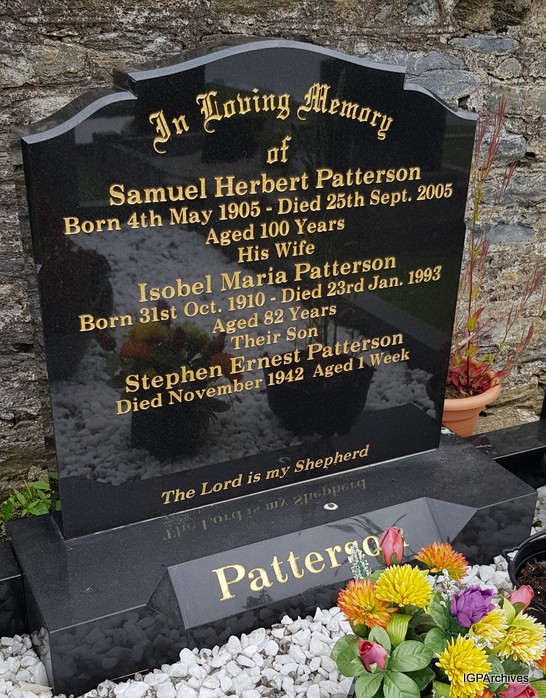 In Loving Memory
of
Samuel Herbert Patterson
Born 4th May 1905 - Died 25th Sept. 2005
Aged 100 Years
His Wife
Isobel Maria Patterson
Born 31st Oct. 1910 - Died 23rd Jan. 1993
Aged 82 Years
Their Son
Stephen Ernest Patterson
Died November 1942 Aged 1 Week
The Lord is my Shepherd
Patterson
IGPArchives